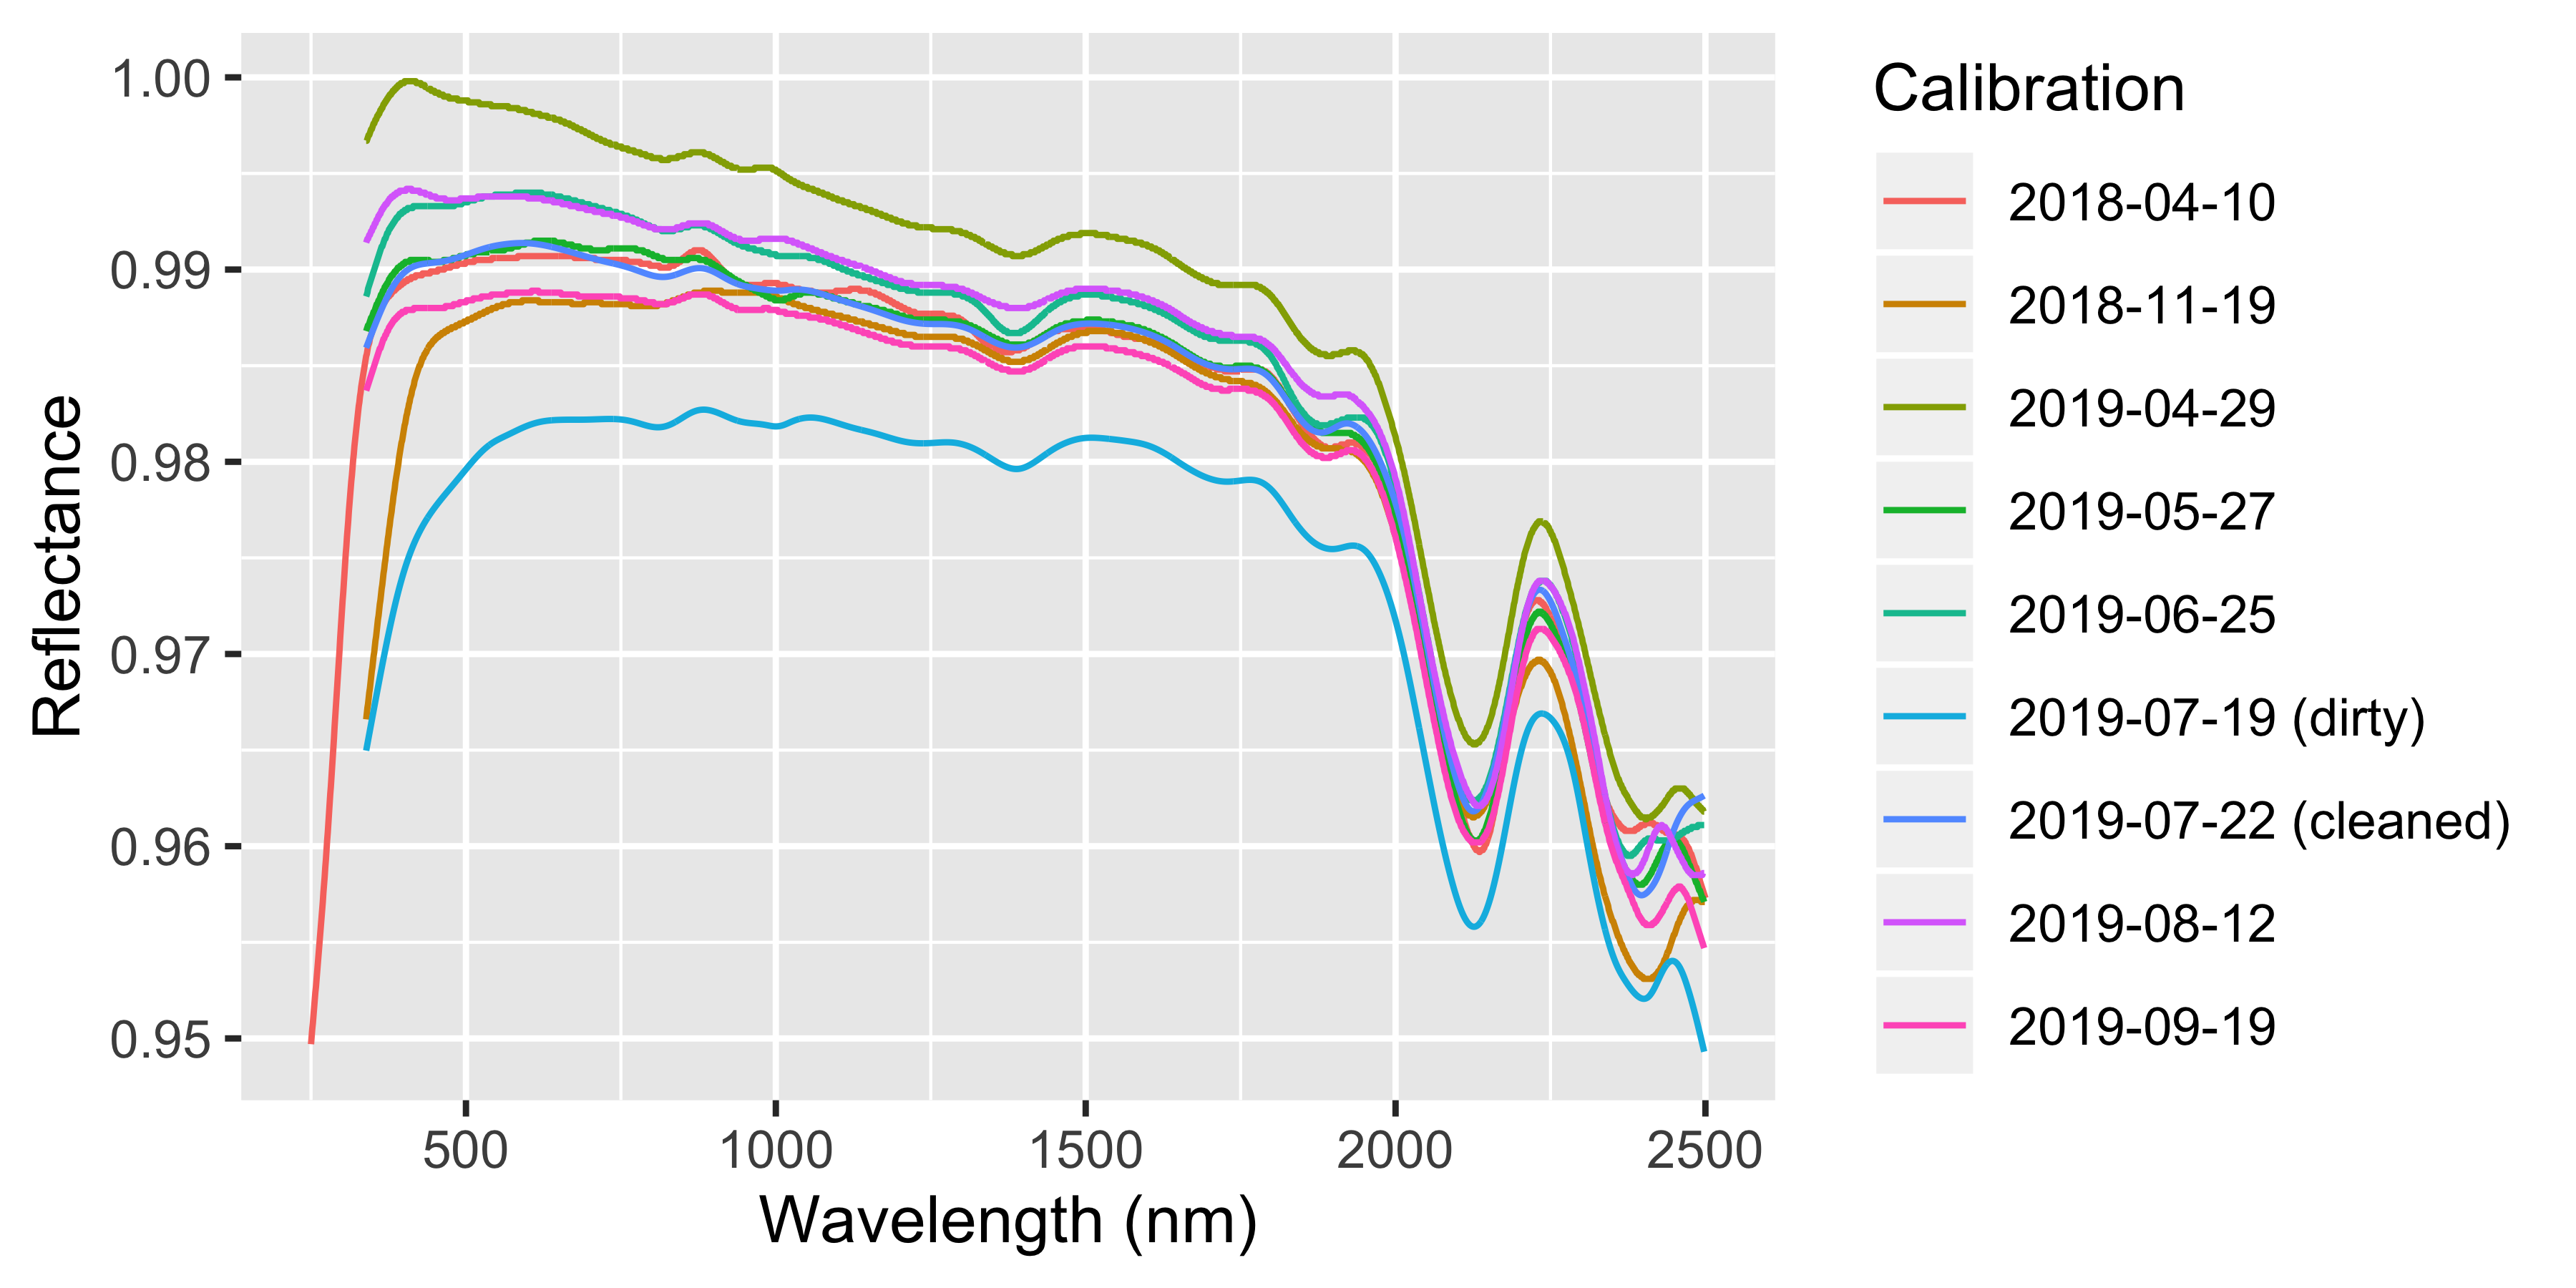 1.00
0.99
0.98
0.97
0.96
0.95
Reflectance
500 1000 1500 2000 2500
Wavelength (nm)
Calibration
2018-04-10
2018-11-19
2019-04-29
2019-05-27
2019-06-25
2019-07-19 (dirty)
2019-07-22 (cleaned)
2019-08-12
2019-09-19